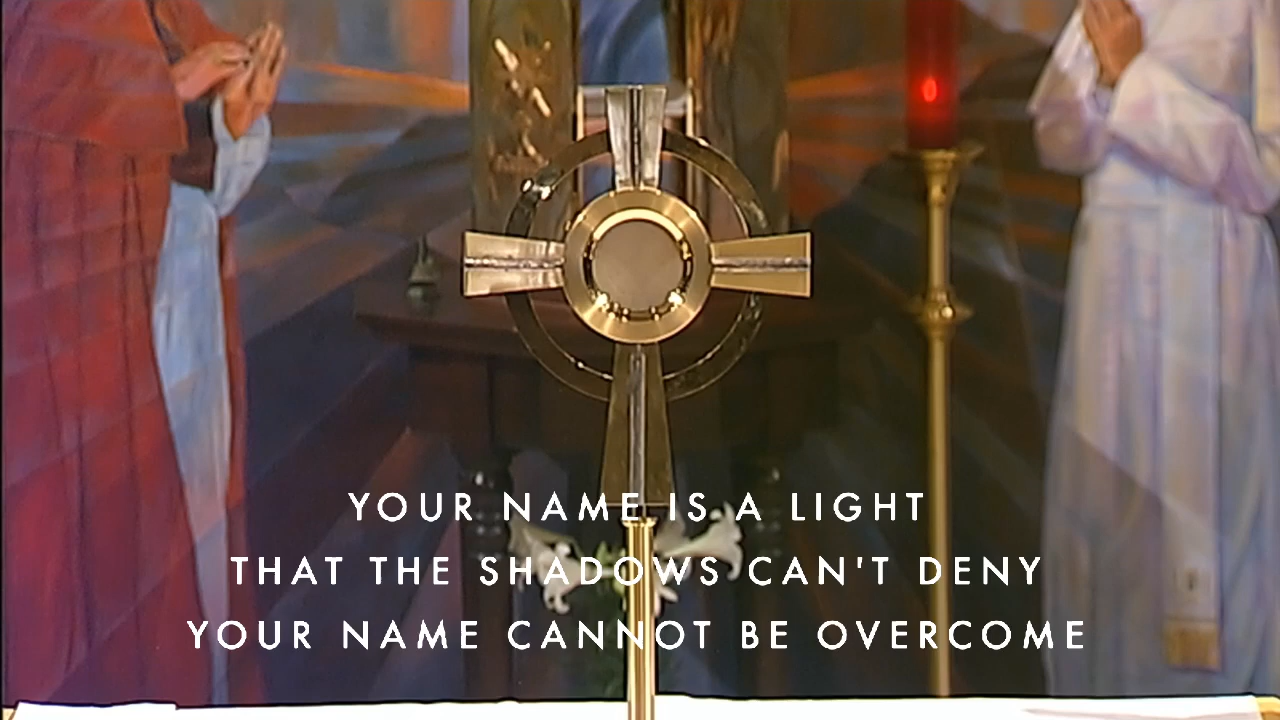 YOUR NAME IS A LIGHT
THAT THE SHADOWS CAN'T DENY
YOUR NAME CANNOT BE OVERCOME